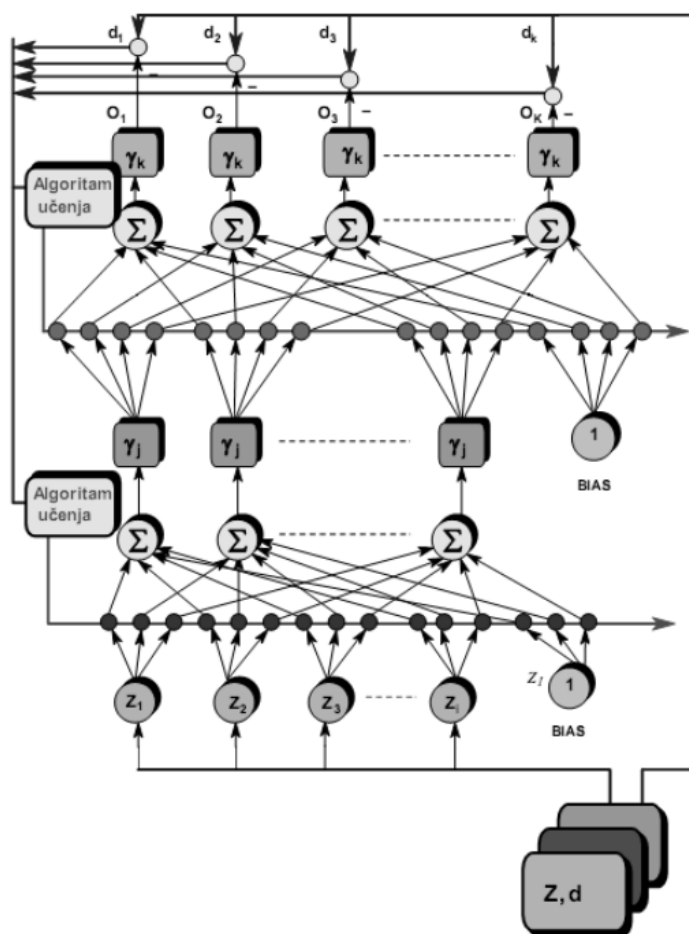 d1 d2 d3 dk
– – – –
O1 O2 O3 OK
γk γk γk γk
Algoritam
učenja
Σ Σ Σ Σ
γj γj γj
1
BIAS
Algoritam
učenja
Σ Σ Σ
Z1 Z2 Z3 Zi
zI
1
BIAS
Z, d